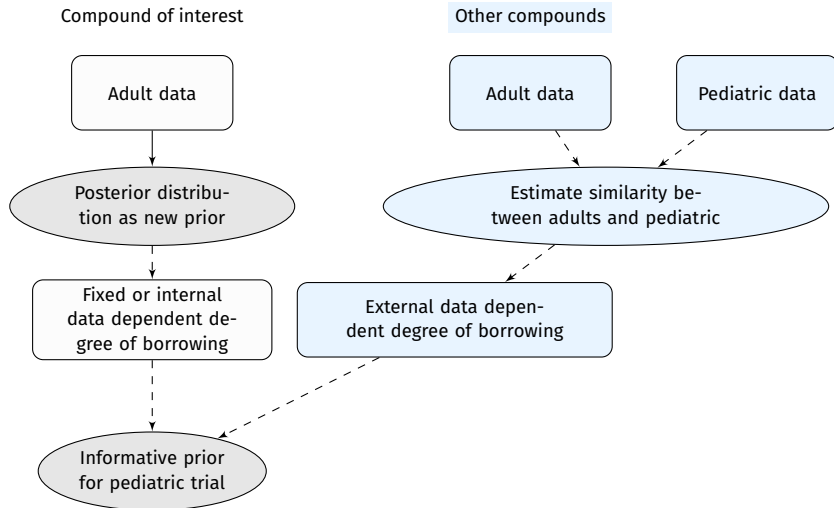 Compound of interest
Other compounds
Adult data
Adult data
Pediatric data
Posterior distribu-
tion as new prior
Estimate similarity be-
tween adults and pediatric
Fixed or internal
data dependent de-
gree of borrowing
External data depen-
dent degree of borrowing
Informative prior
for pediatric trial